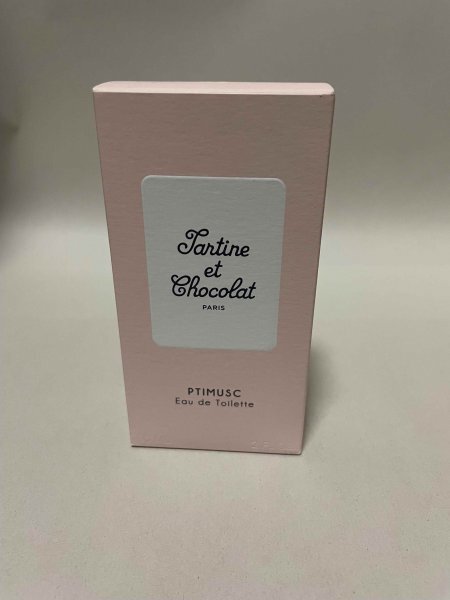 Tartine
et
Chocolat
PARIS
PTIMUSC
Eau de Toilette